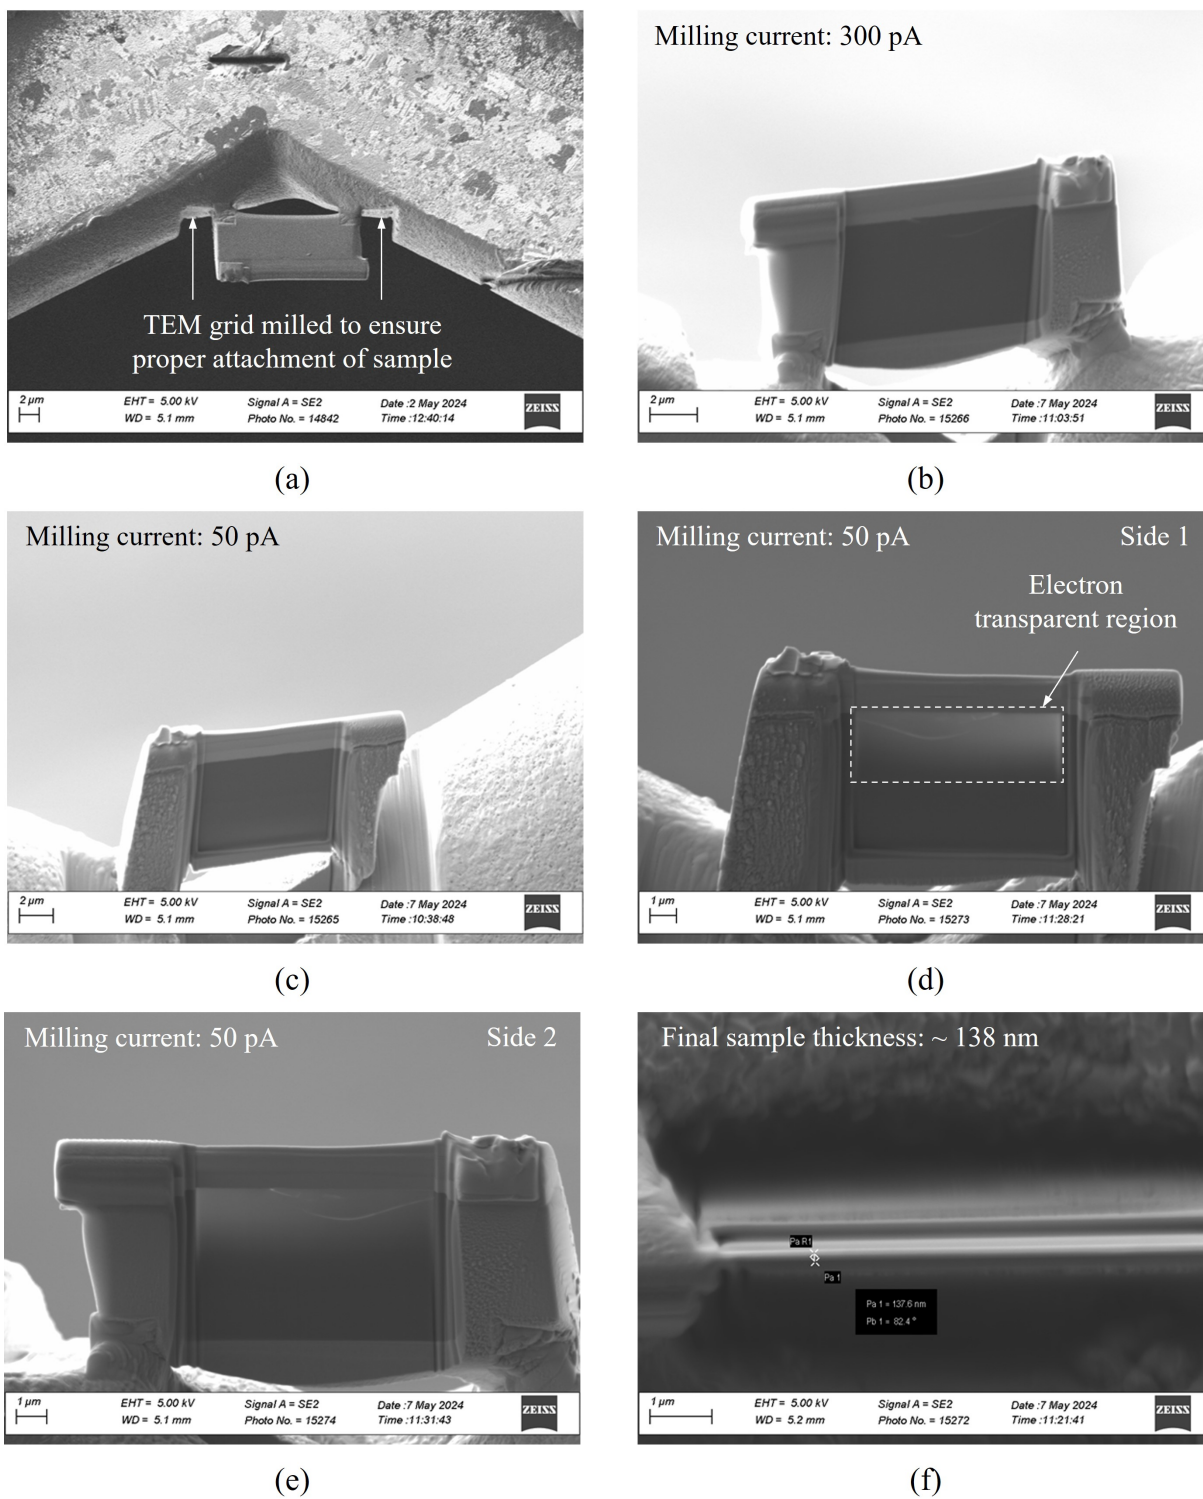 TEM grid milled to ensure
proper attachment of sample
2 µm
EHT = 5.00 kV
WD = 5.1 mm
Signal A = SE2
Photo No. = 14842
Date :2 May 2024
Time :12:40:14
ZEISS
(a)
Milling current: 300 pA
2 µm
EHT = 5.00 kV
WD = 5.1 mm
Signal A = SE2
Photo No. = 15266
Date :7 May 2024
Time :11:03:51
ZEISS
(b)
Milling current: 50 pA
2 µm
EHT = 5.00 kV
WD = 5.1 mm
Signal A = SE2
Photo No. = 15265
Date :7 May 2024
Time :10:38:48
ZEISS
(c)
Milling current: 50 pA
Side 1
Electron
transparent region
1 µm
EHT = 5.00 kV
WD = 5.1 mm
Signal A = SE2
Photo No. = 15273
Date :7 May 2024
Time :11:28:21
ZEISS
(d)
Milling current: 50 pA
Side 2
1 µm
EHT = 5.00 kV
WD = 5.1 mm
Signal A = SE2
Photo No. = 15274
Date :7 May 2024
Time :11:31:43
ZEISS
(e)
Final sample thickness: ~ 138 nm
Pa R1
Pa 1
Pa 1 = 137.6 nm
Pb 1 = 82.4 °
1 µm
EHT = 5.00 kV
WD = 5.2 mm
Signal A = SE2
Photo No. = 15272
Date :7 May 2024
Time :11:21:41
ZEISS
(f)